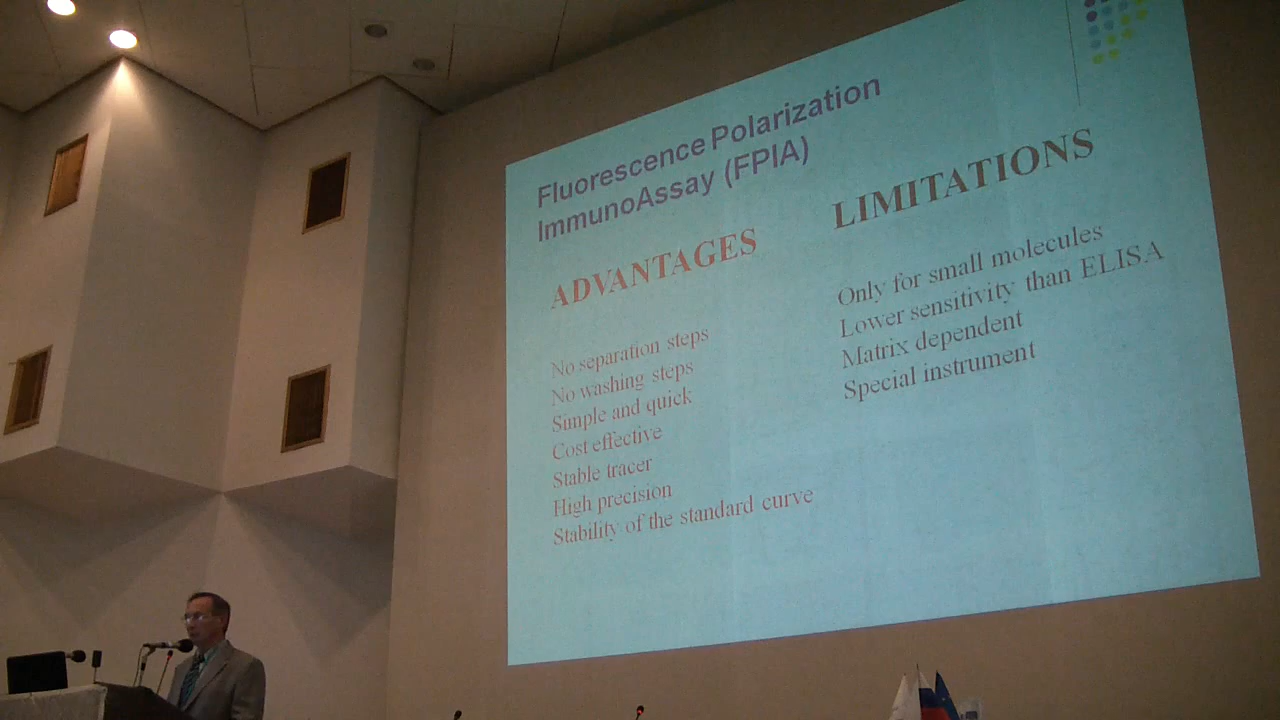 Fluorescence Polarization
ImmunoAssay (FPIA)
ADVANTAGES
No separation steps
No washing steps
Simple and quick
Cost effective
Stable tracer
High precision
Stability of the standard curve
LIMITATIONS
Only for small molecules
Lower sensitivity than ELISA
Matrix dependent
Special instrument